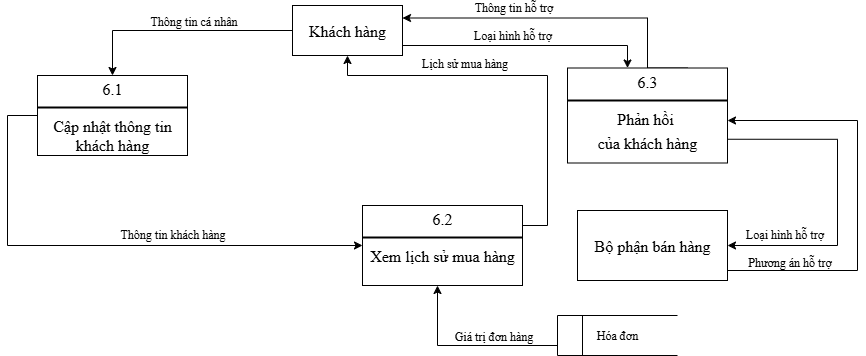 Thông tin hỗ trợ
Thông tin cá nhân
Khách hàng
Loại hình hỗ trợ
Lịch sử mua hàng
6.1
Cập nhật thông tin
khách hàng
6.3
Phản hồi
của khách hàng
6.2
Xem lịch sử mua hàng
Thông tin khách hàng
Bộ phận bán hàng
Loại hình hỗ trợ
Phương án hỗ trợ
Giá trị đơn hàng
Hóa đơn